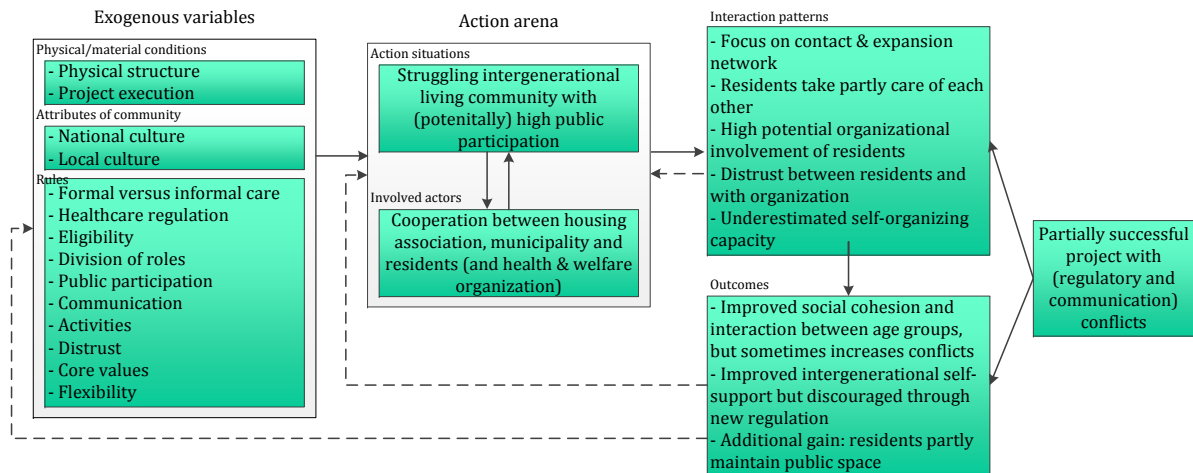 Exogenous variables
Physical/material conditions
- Physical structure
- Project execution
Attributes of community
- National culture
- Local culture
Rules
- Formal versus informal care
- Healthcare regulation
- Eligibility
- Division of roles
- Public participation
- Communication
- Activities
- Distrust
- Core values
- Flexibility
Action arena
Action situations
Struggling intergenerational
living community with
(potenitally) high public
participation
Involved actors
Cooperation between housing
association, municipality and
residents (and health & welfare
organization)
Interaction patterns
- Focus on contact & expansion
network
- Residents take partly care of each
other
- High potential organizational
involvement of residents
- Distrust between residents and
with organization
- Underestimated self-organizing
capacity
Outcomes
- Improved social cohesion and
interaction between age groups,
but sometimes increases conflicts
- Improved intergenerational self-
support but discouraged through
new regulation
- Additional gain: residents partly
maintain public space
Partially successful
project with
(regulatory and
communication)
conflicts